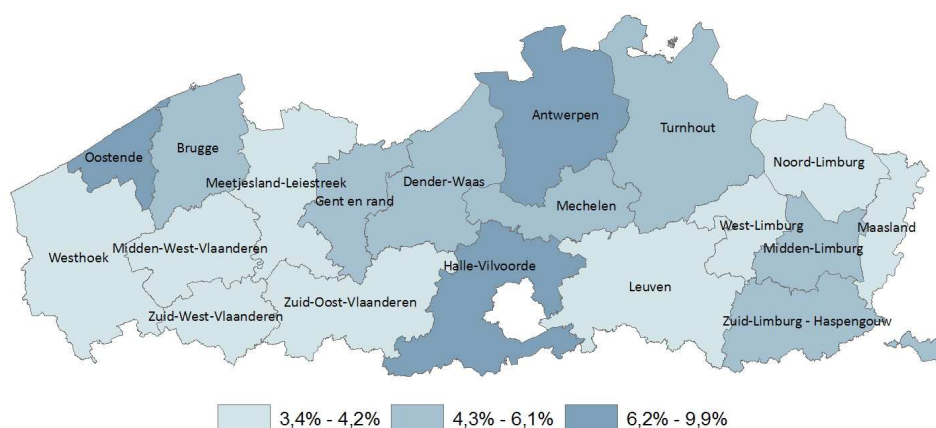 Antwerpen
Turnhout
Oostende
Brugge
Noord-Limburg
Meetjesland-Leiestreek
Dender-Waas
Gent en rand
Mechelen
West-Limburg
Maasland
Midden-West-Vlaanderen
Midden-Limburg
Westhoek
Halle-Vilvoorde
Leuven
Zuid-Oost-Vlaanderen
Zuid-West-Vlaanderen
Zuid-Limburg - Haspengouw
3,4% - 4,2%
4,3% - 6,1%
6,2% - 9,9%